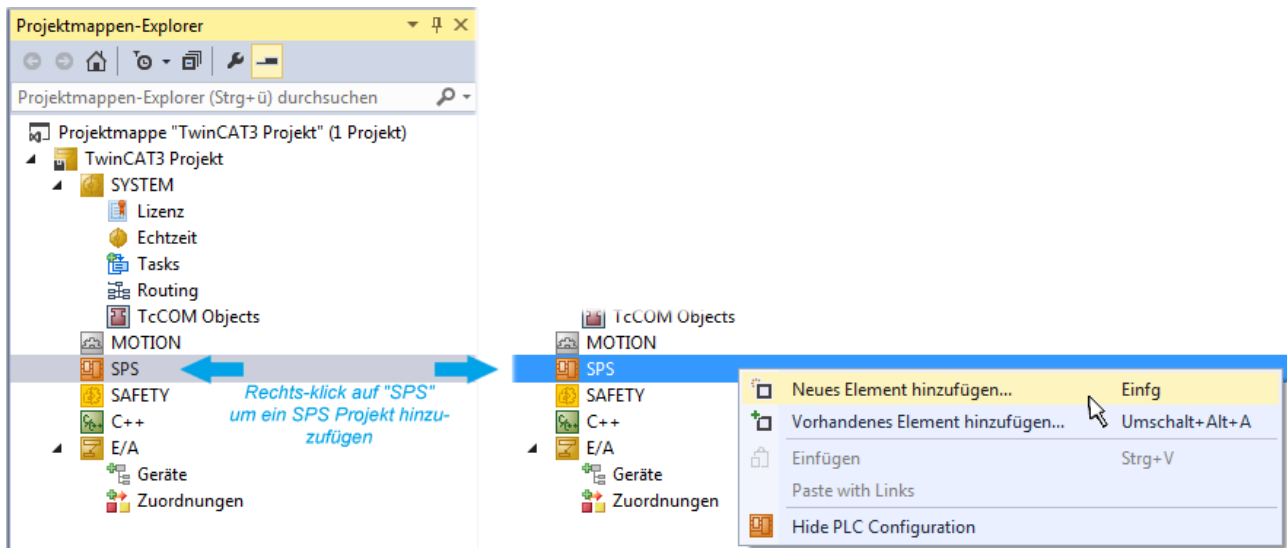 Projektmappen-Explorer
Projektmappen-Explorer (Strg+ü) durchsuchen
Projektmappe "TwinCAT3 Projekt" (1 Projekt)
TwinCAT3 Projekt
SYSTEM
Lizenz
Echtzeit
Tasks
Routing
TcCOM Objects
MOTION
SPS
SAFETY
C++
E/A
Geräte
Zuordnungen
Rechts-klick auf "SPS"
um ein SPS Projekt hinzu-
zufügen
TcCOM Objects
MOTION
SPS
SAFETY
C++
E/A
Geräte
Zuordnungen
Neues Element hinzufügen... Einfg
Vorhandenes Element hinzufügen... Umschalt+Alt+A
Einfügen Strg+V
Paste with Links
Hide PLC Configuration